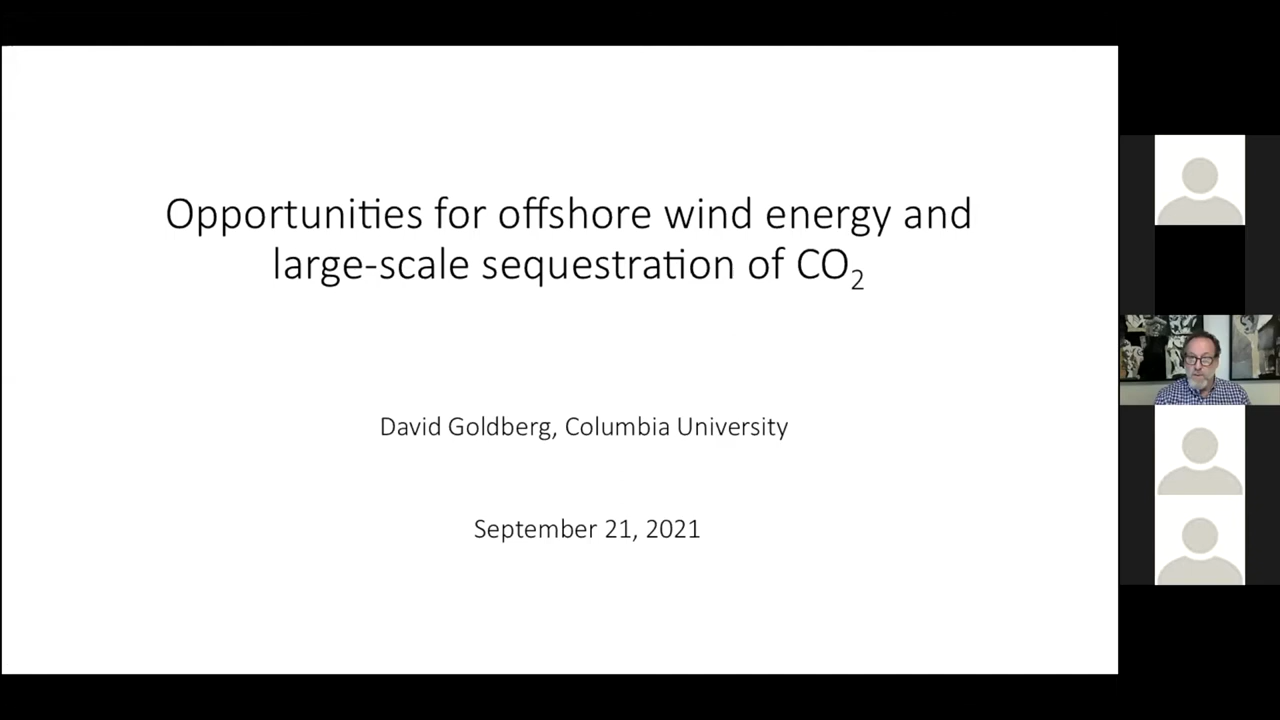 Opportunities for offshore wind energy and
large-scale sequestration of CO₂
David Goldberg, Columbia University
September 21, 2021